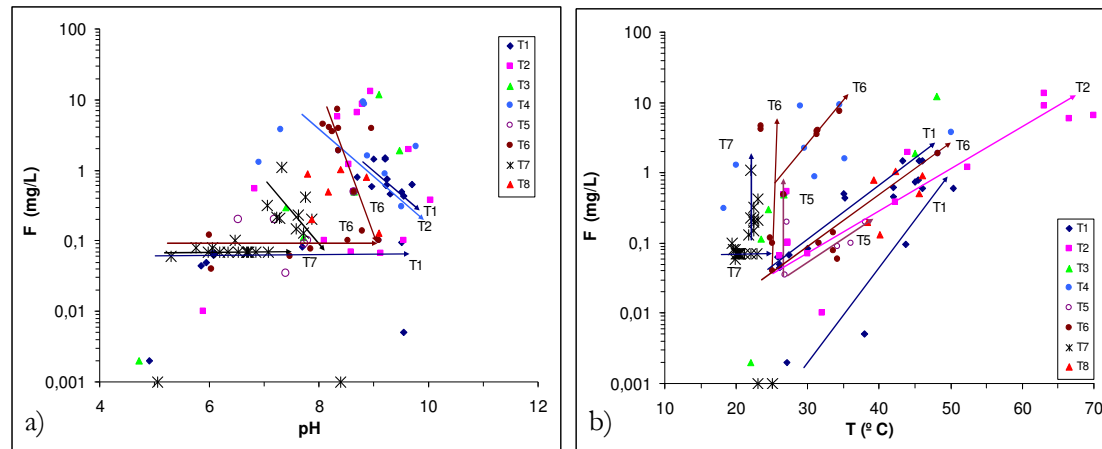 100
10
1
0,1
0,01
0,001
F (mg/L)
4 6 8 10 12
pH
a)
T1
T2
T3
T4
T5
T6
T7
T8
T6
T6
T1
T2
T7
T1
100
10
1
0,1
0,01
0,001
F (mg/L)
10 20 30 40 50 60 70
T (º C)
b)
T6
T6
T2
T7
T1
T6
T5
T1
T5
T7
T1
T2
T3
T4
T5
T6
T7
T8